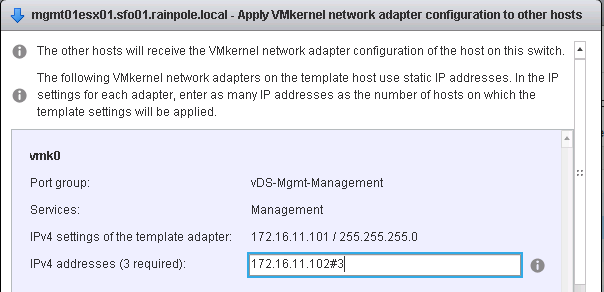 mgmt01esx01.sfo01.rainpole.local - Apply VMkernel network adapter configuration to other hosts
The other hosts will receive the VMkernel network adapter configuration of the host on this switch.
The following VMkernel network adapters on the template host use static IP addresses. In the IP
settings for each adapter, enter as many IP addresses as the number of hosts on which the
template settings will be applied.
vmk0
Port group: vDS-Mgmt-Management
Services: Management
IPv4 settings of the template adapter: 172.16.11.101 / 255.255.255.0
IPv4 addresses (3 required): 172.16.11.102#3